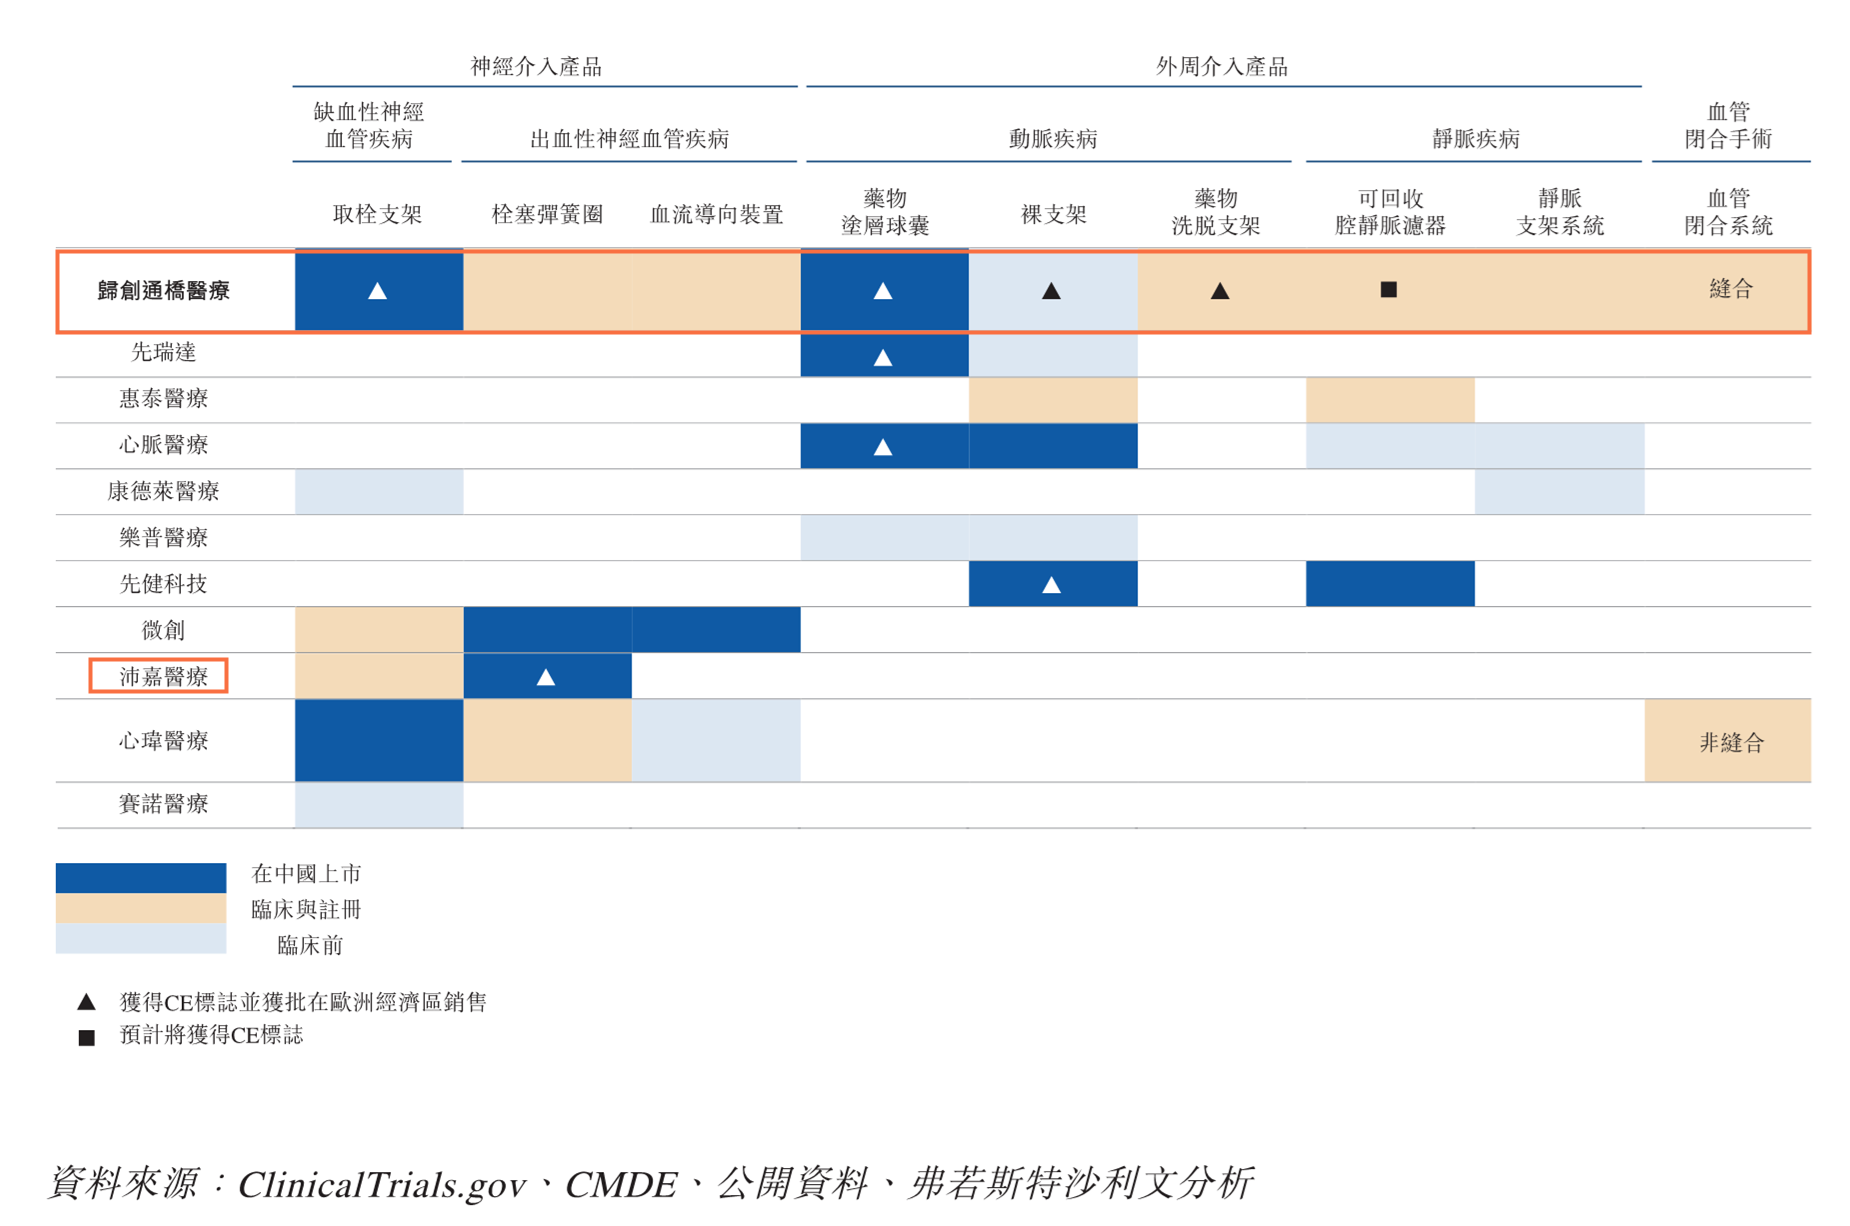 神經介入產品
外周介入產品
缺血性神經
血管疾病
出血性神經血管疾病
動脈疾病
靜脈疾病
血管
閉合手術
取栓支架
栓塞彈簧圈
血流導向裝置
藥物
塗層球囊
裸支架
藥物
洗脱支架
可回收
腔靜脈濾器
靜脈
支架系統
血管
閉合系統
歸創通橋醫療
縫合
先瑞達
惠泰醫療
心脈醫療
康德萊醫療
樂普醫療
先健科技
微創
沛嘉醫療
心瑋醫療
非縫合
賽諾醫療
在中國上市
臨床與註冊
臨床前
▲ 獲得CE標誌並獲批在歐洲經濟區銷售
■ 預計將獲得CE標誌
資料來源：ClinicalTrials.gov、CMDE、公開資料、弗若斯特沙利文分析